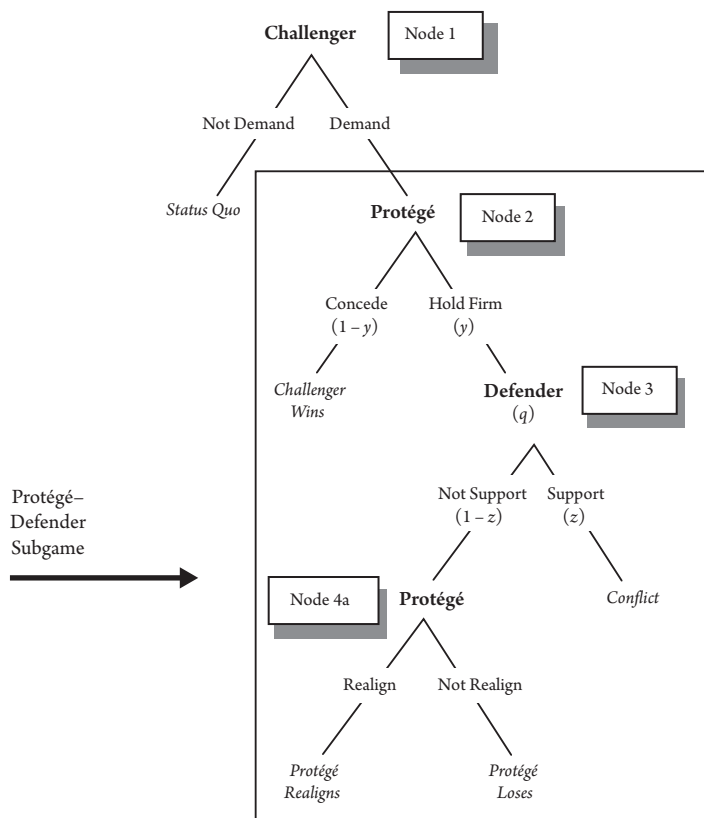 Challenger
Node 1
Not Demand
Demand
Status Quo
Protégé
Node 2
Concede
(1 – y)
Hold Firm
(y)
Challenger
Wins
Defender
(q)
Node 3
Protégé–
Defender
Subgame
Not Support
(1 – z)
Support
(z)
Node 4a
Protégé
Conflict
Realign
Not Realign
Protégé
Realigns
Protégé
Loses